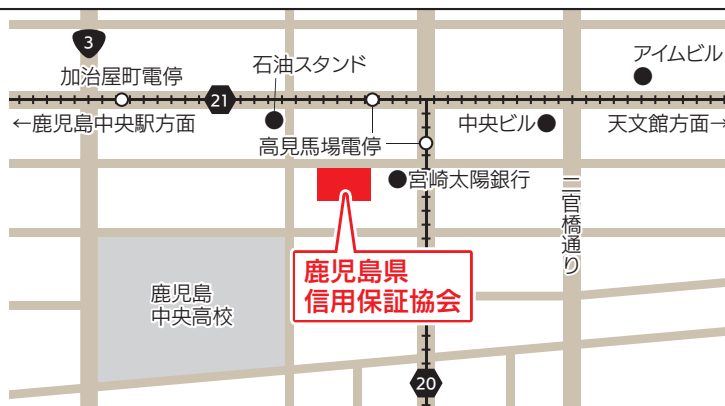 3
アイムビル
石油スタンド
加治屋町電停
21
←鹿児島中央駅方面
中央ビル
天文館方面→
高見馬場電停
宮崎太陽銀行
二官橋通り
鹿児島県
信用保証協会
鹿児島
中央高校
20